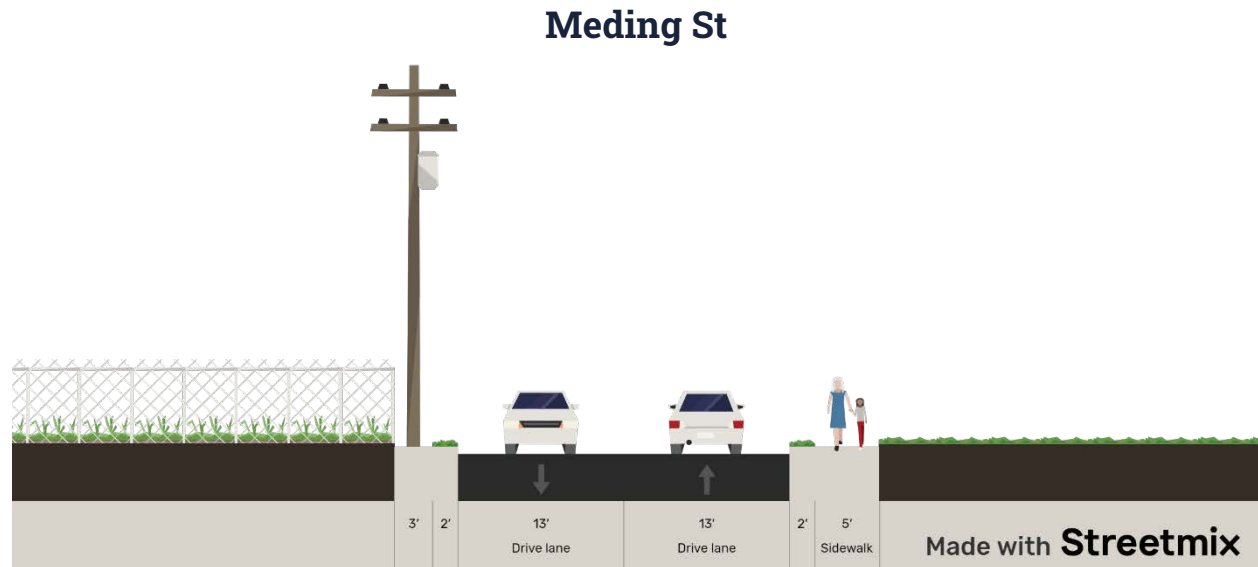 Meding St
3' 2' 13' 13' 2' 5'
Drive lane Drive lane Sidewalk
Made with Streetmix